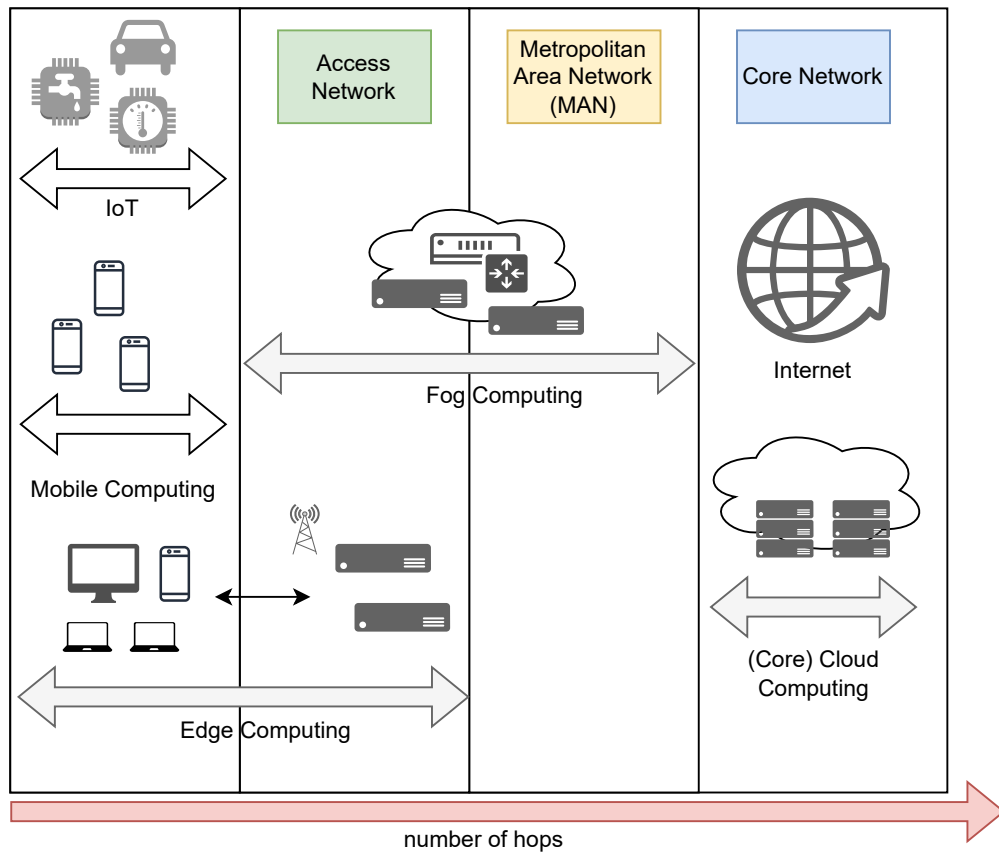 Access
Network
Metropolitan
Area Network
(MAN)
Core Network
IoT
Internet
Fog Computing
Mobile Computing
(Core) Cloud
Computing
Edge Computing
number of hops